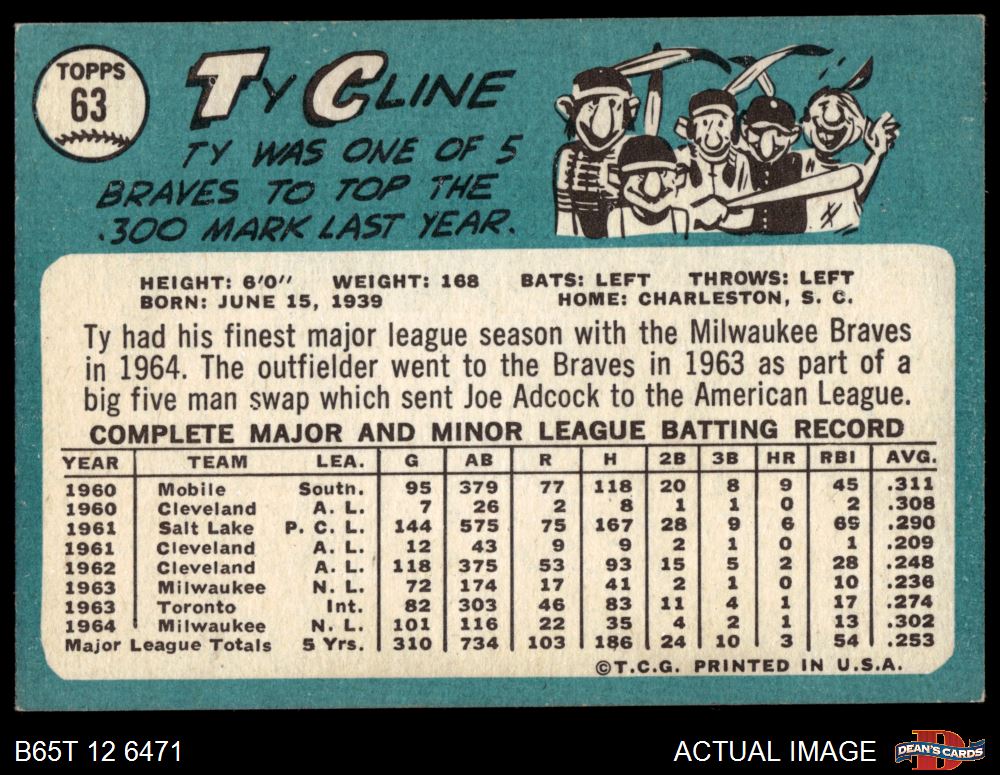 TOPPS
63
TY CLINE
TY WAS ONE OF 5
BRAVES TO TOP THE
.300 MARK LAST YEAR.
HEIGHT: 6'0" WEIGHT: 168 BATS: LEFT THROWS: LEFT
BORN: JUNE 15, 1939 HOME: CHARLESTON, S. C.
Ty had his finest major league season with the Milwaukee Braves
in 1964. The outfielder went to the Braves in 1963 as part of a
big five man swap which sent Joe Adcock to the American League.
COMPLETE MAJOR AND MINOR LEAGUE BATTING RECORD
YEAR TEAM LEA. G AB R H 2B 3B HR RBI AVG.
1960 Mobile South. 95 379 77 118 20 8 9 45 .311
1960 Cleveland A. L. 7 26 2 8 1 1 0 2 .308
1961 Salt Lake P. C. L. 144 575 75 167 28 9 6 69 .290
1961 Cleveland A. L. 12 43 9 9 2 1 0 1 .209
1962 Cleveland A. L. 118 375 53 93 15 5 2 28 .248
1963 Milwaukee N. L. 72 174 17 41 2 1 0 10 .236
1963 Toronto Int. 82 303 46 83 11 4 1 17 .274
1964 Milwaukee N. L. 101 116 22 35 4 2 1 13 .302
Major League Totals 5 Yrs. 310 734 103 186 24 10 3 54 .253
©T.C.G. PRINTED IN U.S.A.
B65T 12 6471 ACTUAL IMAGE
D
DEAN'S CARDS